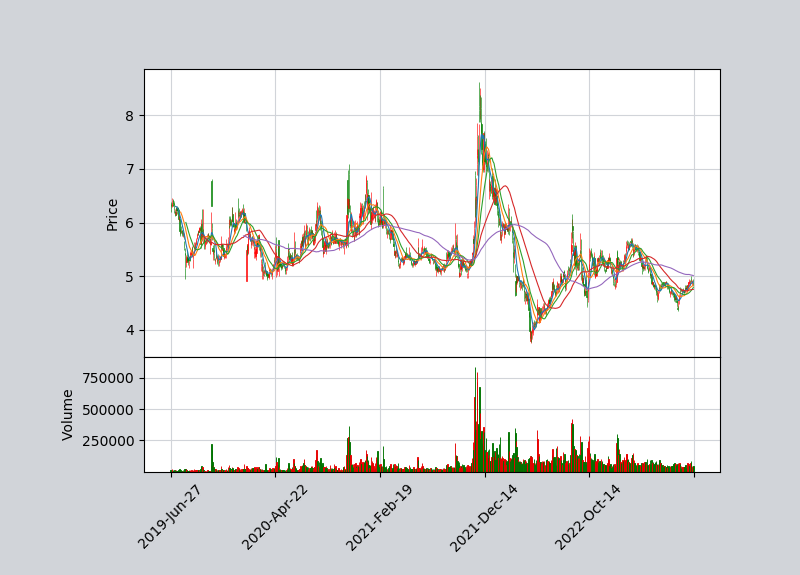 8
7
6
5
4
Price
750000
500000
250000
Volume
2019-Jun-27
2020-Apr-22
2021-Feb-19
2021-Dec-14
2022-Oct-14